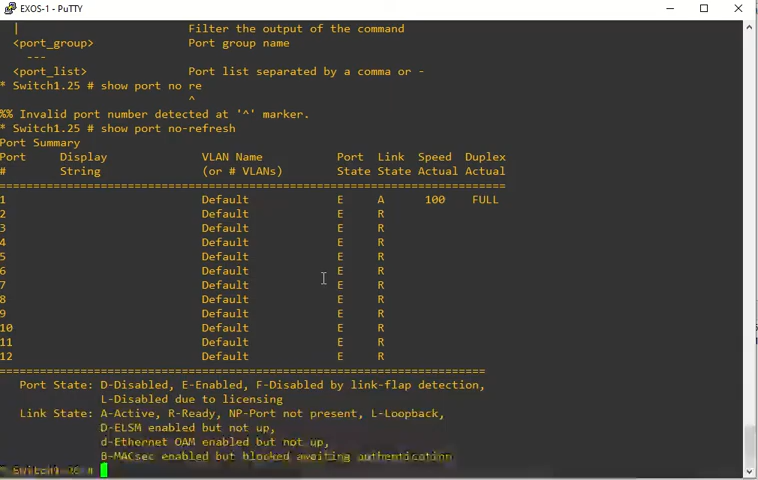 EXOS-1 - PuTTY
|                         Filter the output of the command
<port_group>              Port group name
---
<port_list>               Port list separated by a comma or -
* Switch1.25 # show port no re
^
%% Invalid port number detected at '^' marker.
* Switch1.25 # show port no-refresh
Port Summary
Port Display VLAN Name Port Link Speed Duplex
# String (or # VLANs) State State Actual Actual
==========================================================================
1 Default E A 100 FULL
2 Default E R
3 Default E R
4 Default E R
5 Default E R
6 Default E R
7 Default E R
8 Default E R
9 Default E R
10 Default E R
11 Default E R
12 Default E R
=======================================================================
Port State: D-Disabled, E-Enabled, F-Disabled by link-flap detection,
L-Disabled due to licensing
Link State: A-Active, R-Ready, NP-Port not present, L-Loopback,
D-ELSM enabled but not up,
d-Ethernet OAM enabled but not up,
B-MACsec enabled but blocked awaiting authentication
* Switch1.26 #